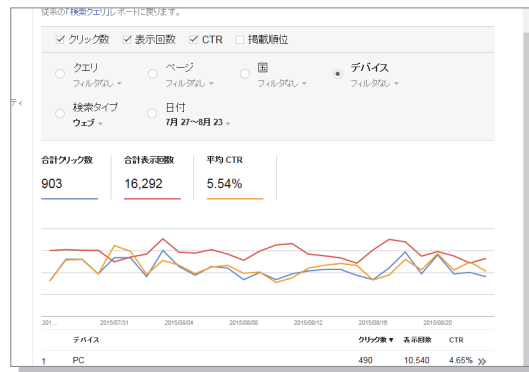 従来の「検索クエリ」レポートに戻ります。
クリック数 表示回数 CTR 掲載順位
クエリ ページ 国 デバイス
フィルタなし フィルタなし フィルタなし フィルタなし
ティ
検索タイプ 日付
ウェブ 7月 27~8月 23
合計クリック数 合計表示回数 平均 CTR
903 16,292 5.54%
201... 2015/07/31 2015/08/04 2015/08/08 2015/08/12 2015/08/16 2015/08/20
デバイス クリック数▼ 表示回数 CTR
1 PC 490 10,540 4.65% »